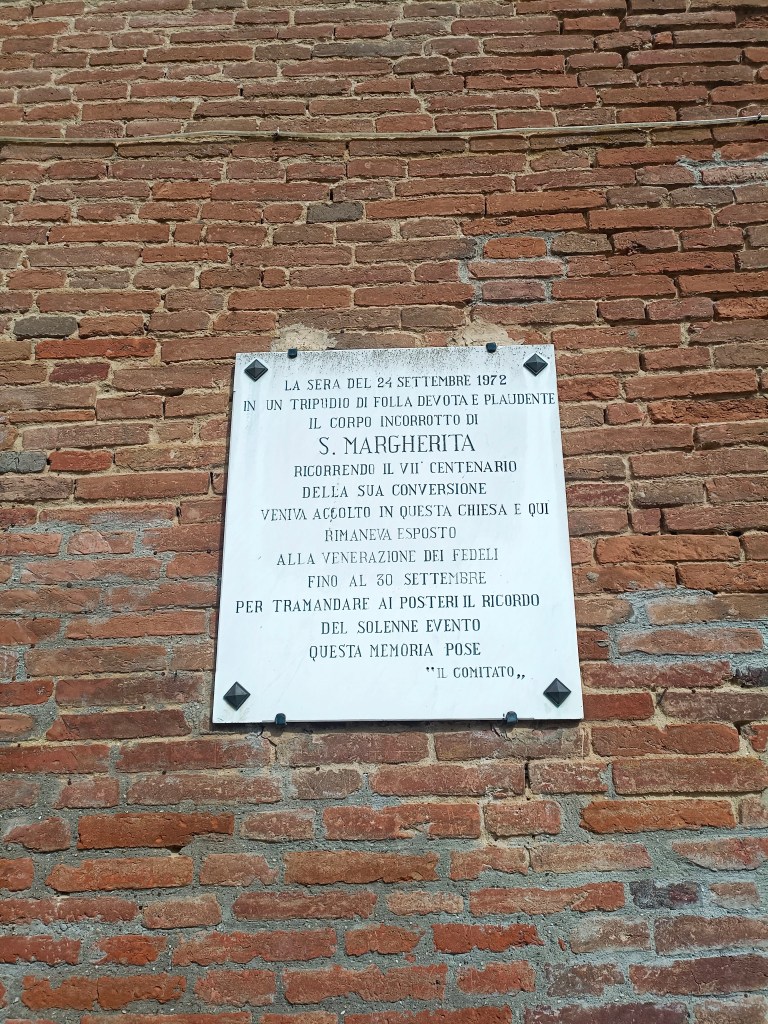 LA SERA DEL 24 SETTEMBRE 1972
IN UN TRIPUDIO DI FOLLA DEVOTA E PLAUDENTE
IL CORPO INCORROTTO DI
S. MARGHERITA
RICORRENDO IL VII° CENTENARIO
DELLA SUA CONVERSIONE
VENIVA ACCOLTO IN QUESTA CHIESA E QUI
RIMANEVA ESPOSTO
ALLA VENERAZIONE DEI FEDELI
FINO AL 30 SETTEMBRE
PER TRAMANDARE AI POSTERI IL RICORDO
DEL SOLENNE EVENTO
QUESTA MEMORIA POSE
"IL COMITATO„